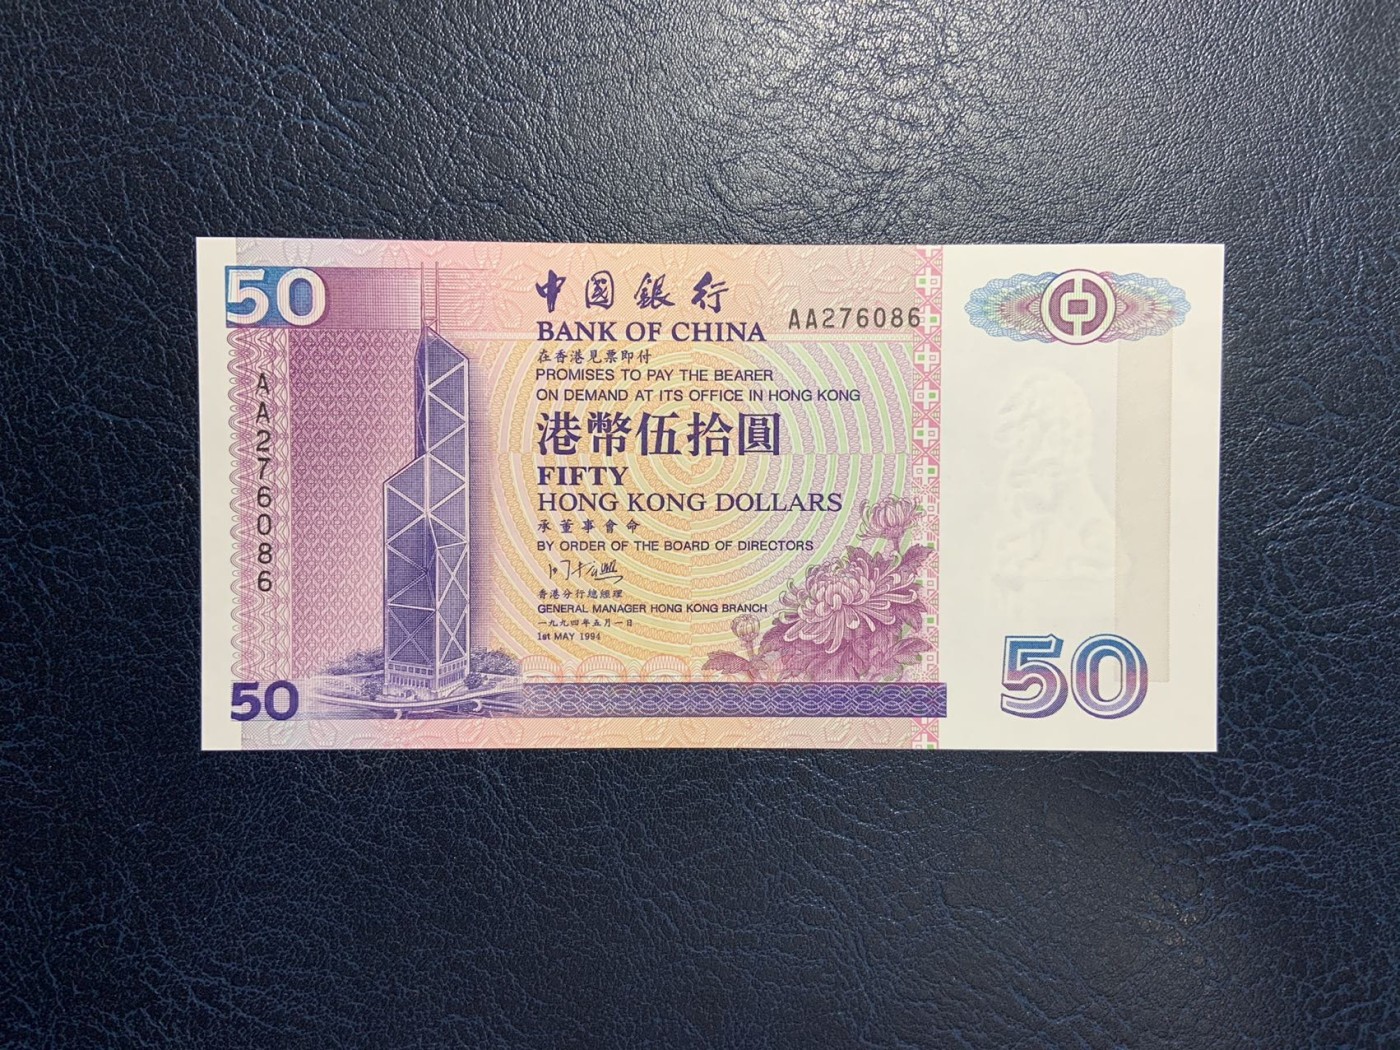 50
中國銀行
BANK OF CHINA
AA276086
在香港見票即付
PROMISES TO PAY THE BEARER
ON DEMAND AT ITS OFFICE IN HONG KONG
港幣伍拾圓
FIFTY
HONG KONG DOLLARS
承董事會命
BY ORDER OF THE BOARD OF DIRECTORS
香港分行總經理
GENERAL MANAGER HONG KONG BRANCH
一九九四年五月一日
1st MAY 1994
AA276086
50
50